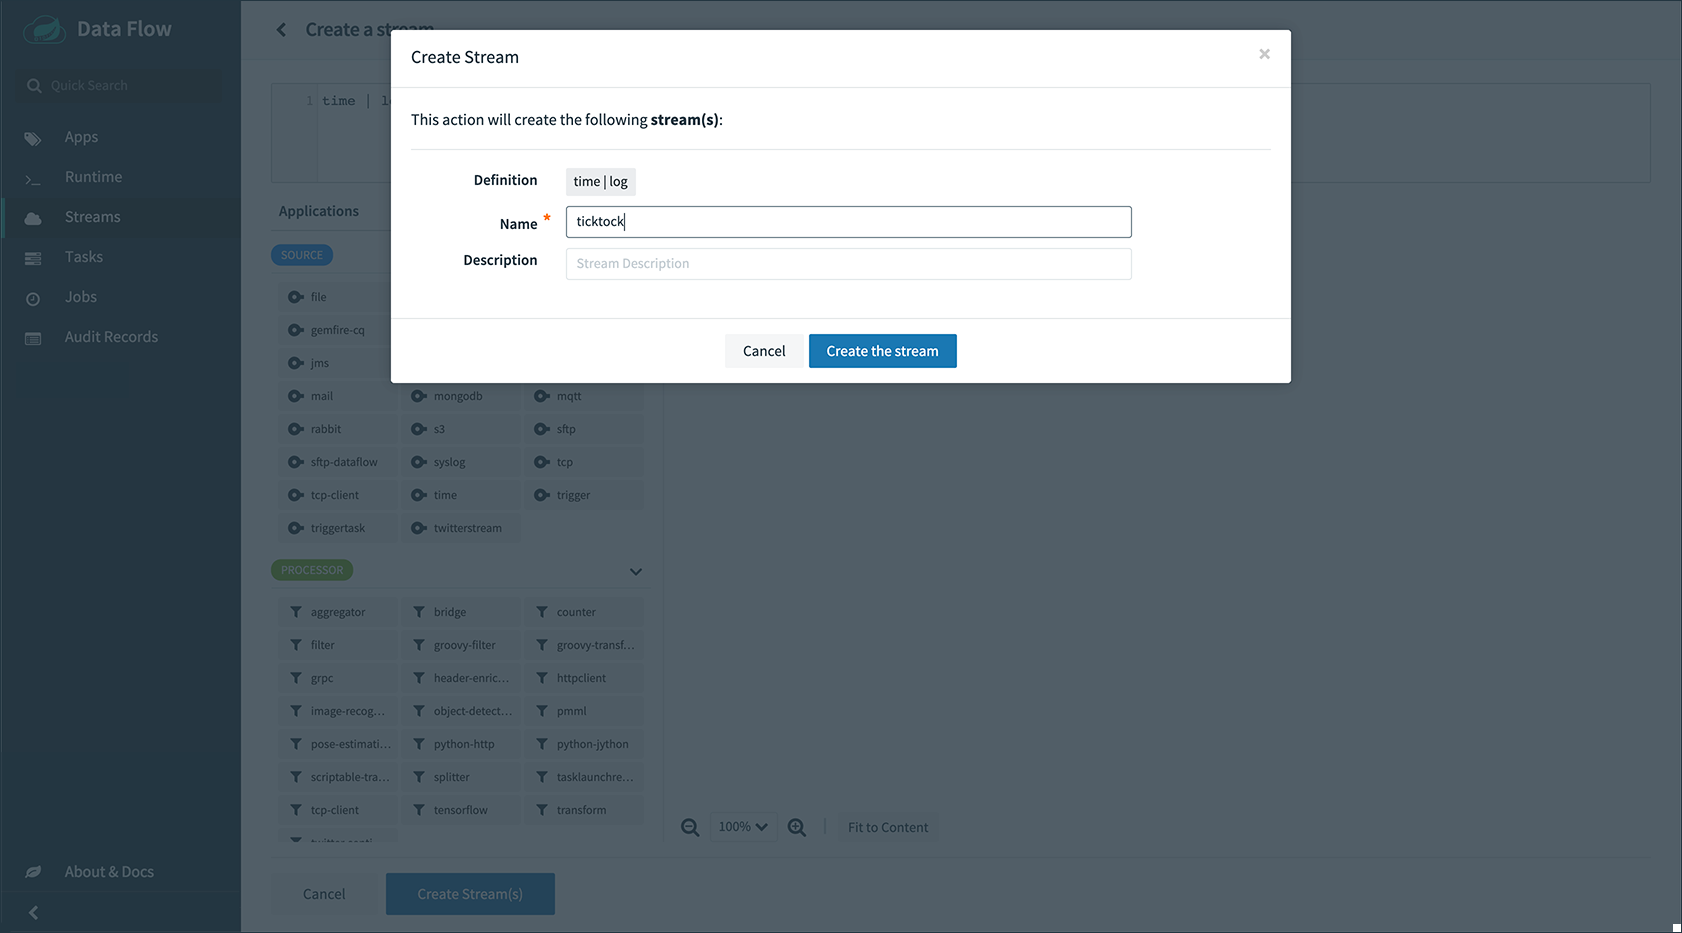 Data Flow
Quick Search
Apps
Runtime
Streams
Tasks
Jobs
Audit Records
About & Docs
Create a stream
1 time | l
Applications
SOURCE
file
gemfire-cq
jms
mail mongodb mqtt
rabbit s3 sftp
sftp-dataflow syslog tcp
tcp-client time trigger
triggertask twitterstream
PROCESSOR
aggregator bridge counter
filter groovy-filter groovy-transf...
grpc header-enric... httpclient
image-recog... object-detect... pmml
pose-estimati... python-http python-jython
scriptable-tra... splitter tasklaunchre...
tcp-client tensorflow transform
100%
Fit to Content
Cancel Create Stream(s)
Create Stream
×
This action will create the following stream(s):
Definition time | log
Name * ticktock
Description Stream Description
Cancel Create the stream